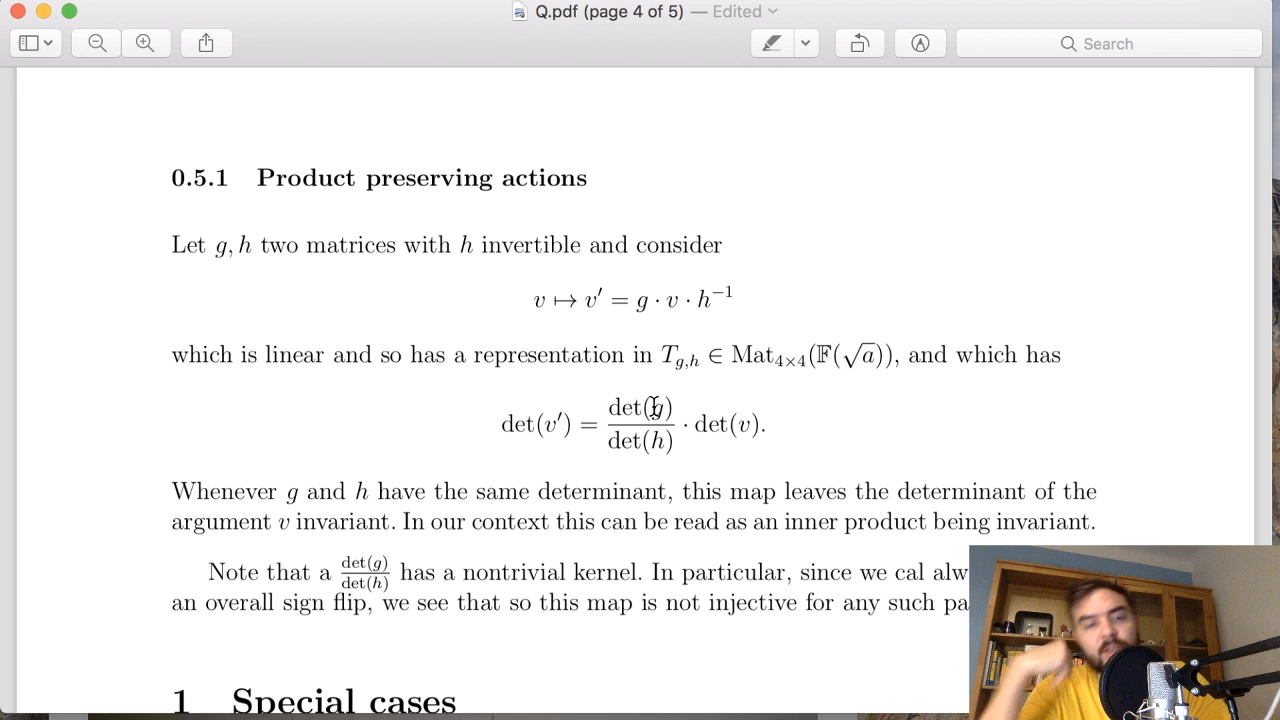 Q.pdf (page 4 of 5) — Edited
Search
0.5.1 Product preserving actions
Let g, h two matrices with h invertible and consider
v ↦ v′ = g · v · h⁻¹
which is linear and so has a representation in T_{g,h} ∈ Mat_{4×4}(𝔽(√a)), and which has
det(v′) = det(g)/det(h) · det(v).
Whenever g and h have the same determinant, this map leaves the determinant of the
argument v invariant. In our context this can be read as an inner product being invariant.
Note that a det(g)/det(h) has a nontrivial kernel. In particular, since we cal alw
an overall sign flip, we see that so this map is not injective for any such pa
1 Special cases